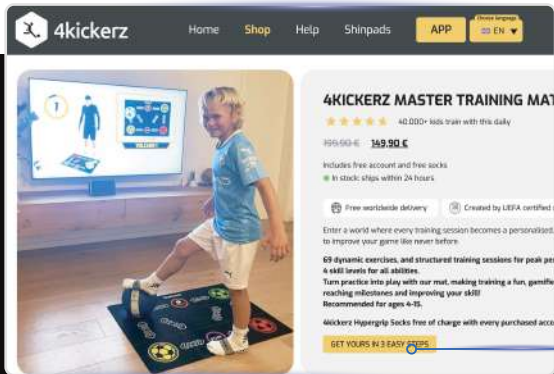 4kickerz
Home Shop Help Shinpads APP Choose language EN
4KICKERZ MASTER TRAINING MAT
40.000+ kids train with this daily
199,90 € 149,90 €
Includes free account and free socks
In stock: ships within 24 hours
Free worldwide delivery Created by UEFA certified
Enter a world where every training session becomes a personalised
to improve your game like never before.
69 dynamic exercises, and structured training sessions for peak
4 skill levels for all abilities.
Turn practice into play with our mat, making training a fun, gamifie
reaching milestones and improving your skill!
Recommended for ages 4-15.
4kickerz Hypergrip Socks free of charge with every purchased
GET YOURS IN 3 EASY STEPS